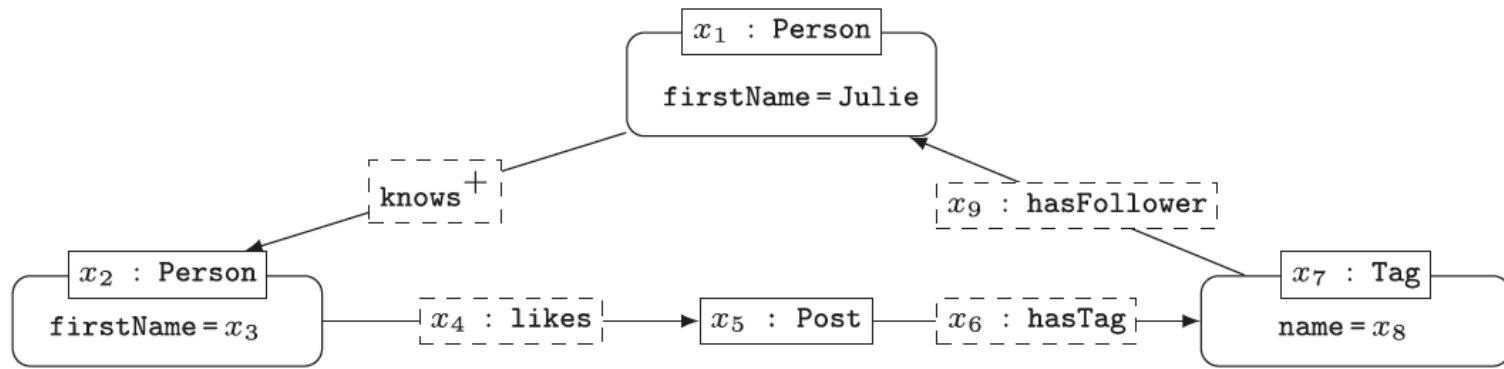 x₁ : Person
firstName = Julie
knows⁺
x₉ : hasFollower
x₂ : Person
firstName = x₃
x₄ : likes
x₅ : Post
x₆ : hasTag
x₇ : Tag
name = x₈